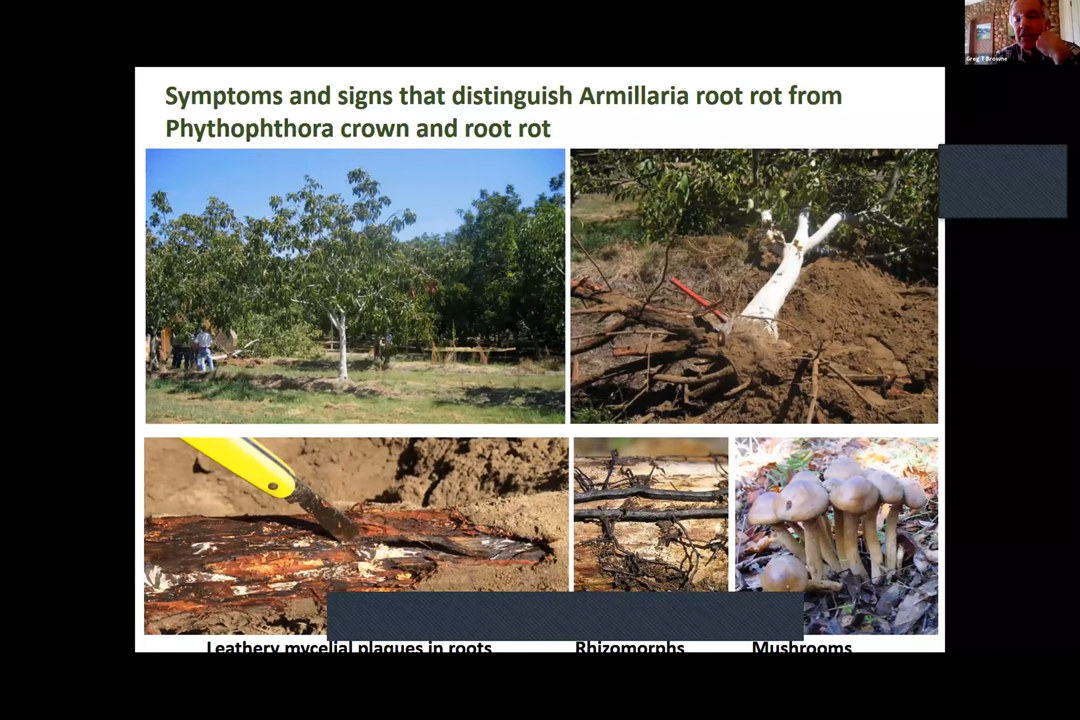 Greg T Browne
Symptoms and signs that distinguish Armillaria root rot from
Phythophthora crown and root rot
Leathery mycelial plaques in roots
Rhizomorphs
Mushrooms